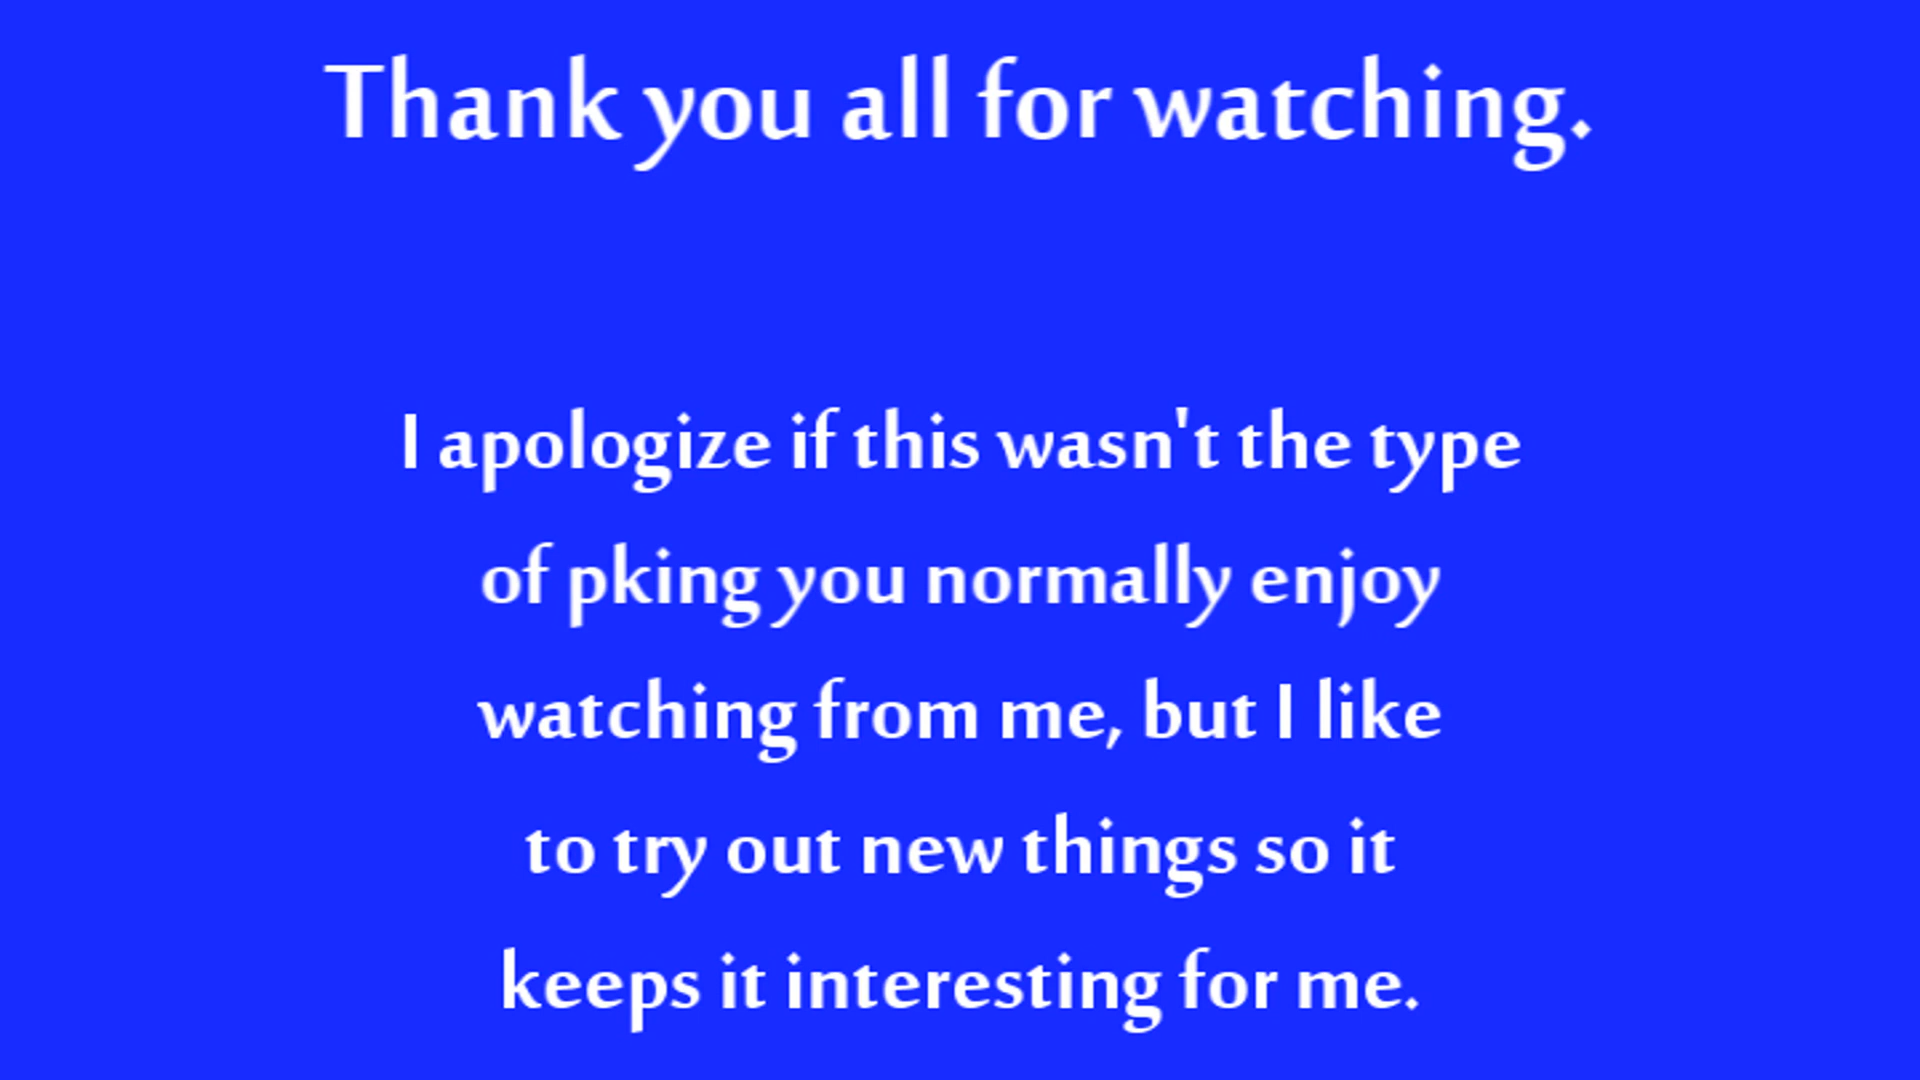 Thank you all for watching.
I apologize if this wasn't the type
of pking you normally enjoy
watching from me, but I like
to try out new things so it
keeps it interesting for me.